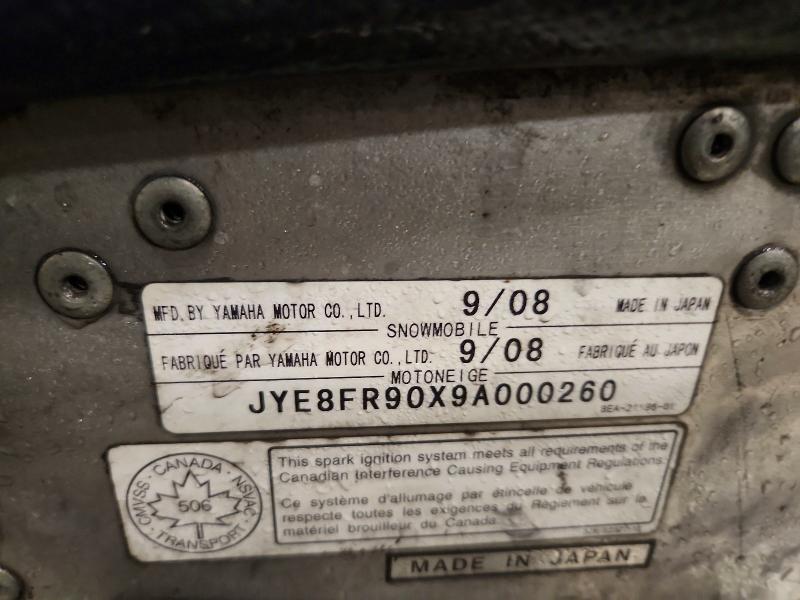 MFD. BY YAMAHA MOTOR CO., LTD. 9/08 MADE IN JAPAN
SNOWMOBILE
FABRIQUÉ PAR YAMAHA MOTOR CO., LTD. 9/08 FABRIQUÉ AU JAPON
MOTONEIGE
JYE8FR90X9A000260
CANADA
CMVSS
506
NSVAC
TRANSPORT
This spark ignition system meets all requirements of the
Canadian Interference Causing Equipment Regulations.
Ce système d'allumage par étincelle de véhicule
respecte toutes les exigences du Règlement sur le
matériel brouilleur du Canada.
MADE IN JAPAN